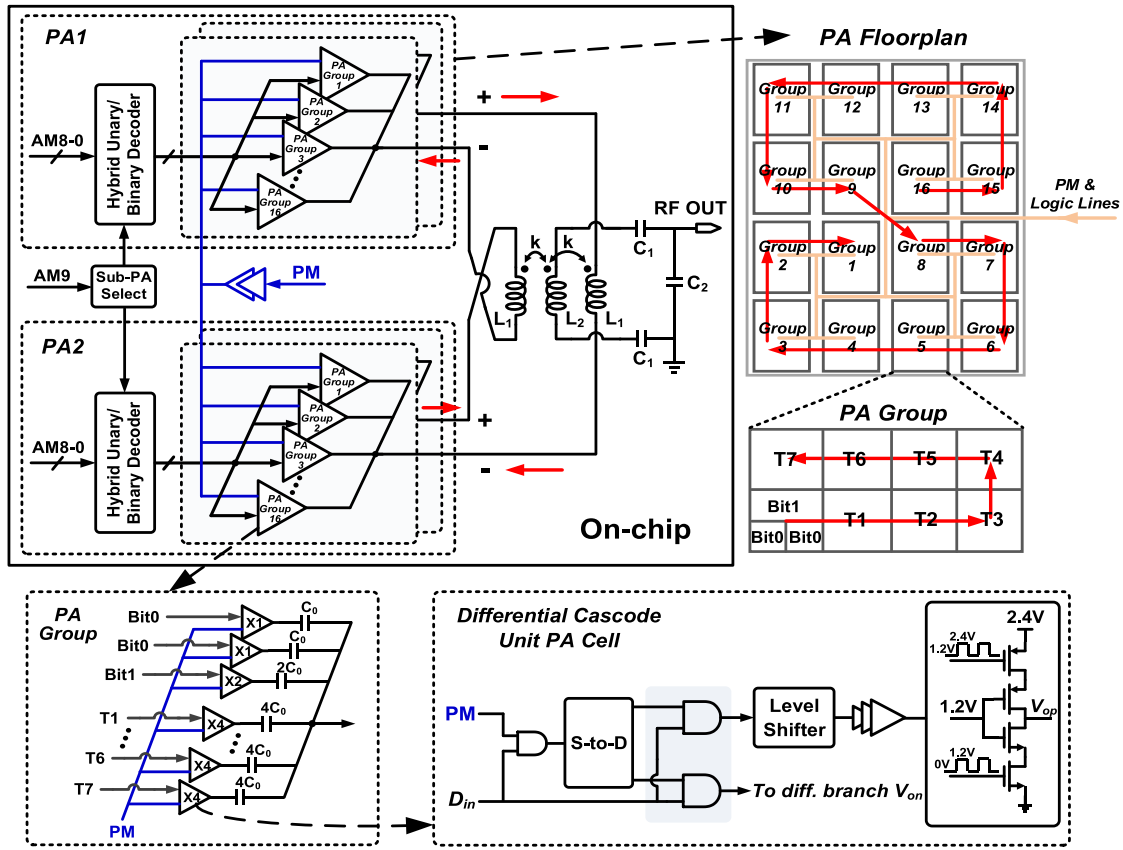 PA1
AM8-0
Hybrid Unary/
Binary Decoder
PA
Group
1
PA
Group
2
PA
Group
3
PA
Group
16
+
-
AM9
Sub-PA
Select
PM
PA2
AM8-0
Hybrid Unary/
Binary Decoder
PA
Group
1
PA
Group
2
PA
Group
3
PA
Group
16
+
-
k k
L1 L2 L1
C1
C1
C2
RF OUT
On-chip
PA Floorplan
Group
11
Group
12
Group
13
Group
14
Group
10
Group
9
Group
16
Group
15
Group
2
Group
1
Group
8
Group
7
Group
3
Group
4
Group
5
Group
6
PM &
Logic Lines
PA Group
T7 T6 T5 T4
Bit1
Bit0 Bit0
T1 T2 T3
PA
Group
Bit0 X1 C0
Bit0 X1 C0
Bit1 X2 2C0
T1 X4 4C0
T6 X4 4C0
T7 X4 4C0
PM
Differential Cascode
Unit PA Cell
PM
Din
S-to-D
Level
Shifter
To diff. branch Von
2.4V
2.4V
1.2V
1.2V
Vop
1.2V
0V